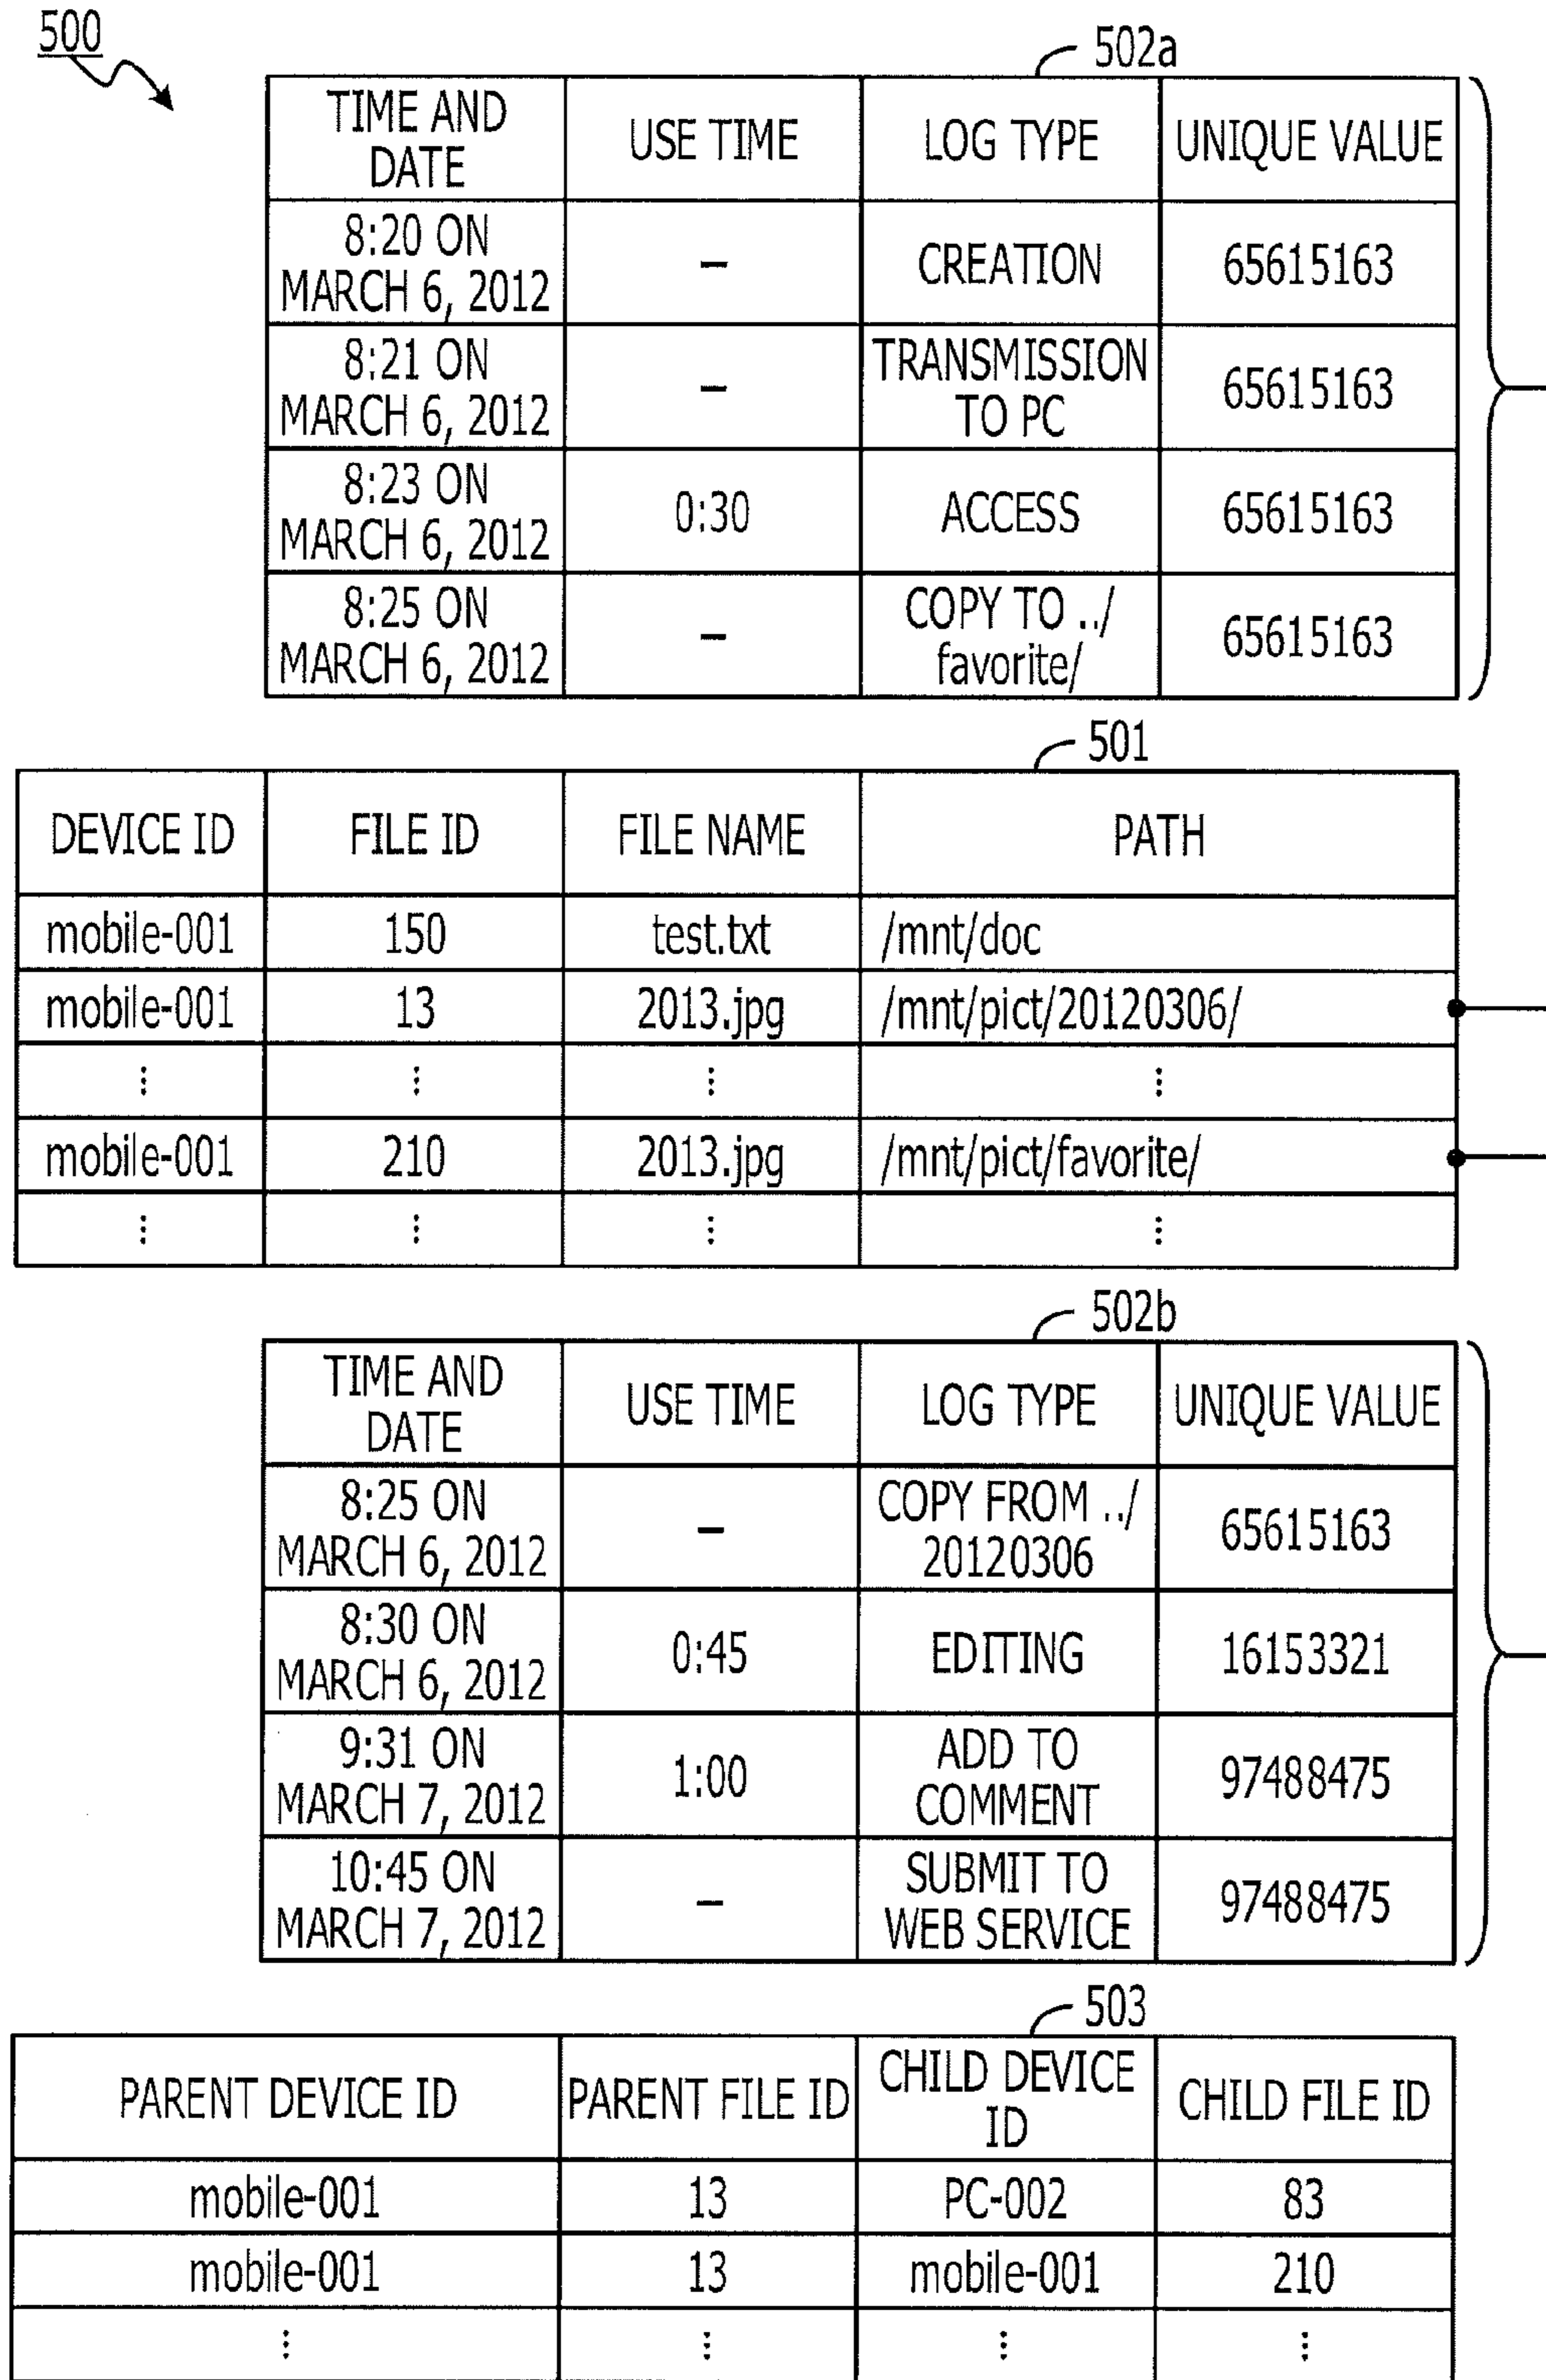 500
502a
TIME AND DATE USE TIME LOG TYPE UNIQUE VALUE
8:20 ON MARCH 6, 2012 – CREATION 65615163
8:21 ON MARCH 6, 2012 – TRANSMISSION TO PC 65615163
8:23 ON MARCH 6, 2012 0:30 ACCESS 65615163
8:25 ON MARCH 6, 2012 – COPY TO ../ favorite/ 65615163
501
DEVICE ID FILE ID FILE NAME PATH
mobile-001 150 test.txt /mnt/doc
mobile-001 13 2013.jpg /mnt/pict/20120306/
⋮ ⋮ ⋮ ⋮
mobile-001 210 2013.jpg /mnt/pict/favorite/
⋮ ⋮ ⋮ ⋮
502b
TIME AND DATE USE TIME LOG TYPE UNIQUE VALUE
8:25 ON MARCH 6, 2012 – COPY FROM ../ 20120306 65615163
8:30 ON MARCH 6, 2012 0:45 EDITING 16153321
9:31 ON MARCH 7, 2012 1:00 ADD TO COMMENT 97488475
10:45 ON MARCH 7, 2012 – SUBMIT TO WEB SERVICE 97488475
503
PARENT DEVICE ID PARENT FILE ID CHILD DEVICE ID CHILD FILE ID
mobile-001 13 PC-002 83
mobile-001 13 mobile-001 210
⋮ ⋮ ⋮ ⋮